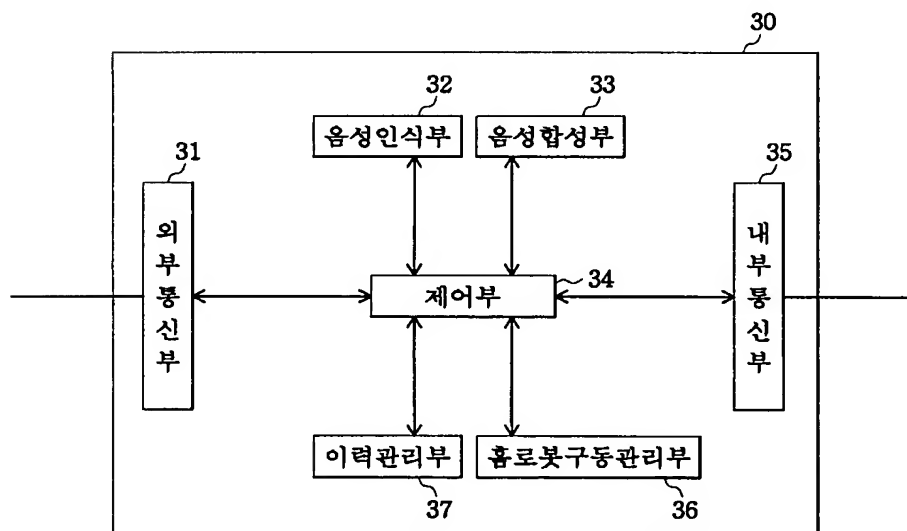 30
32
33
음성인식부
음성합성부
31
35
외부통신부
내부통신부
제어부
34
이력관리부
홈로봇구동관리부
37
36